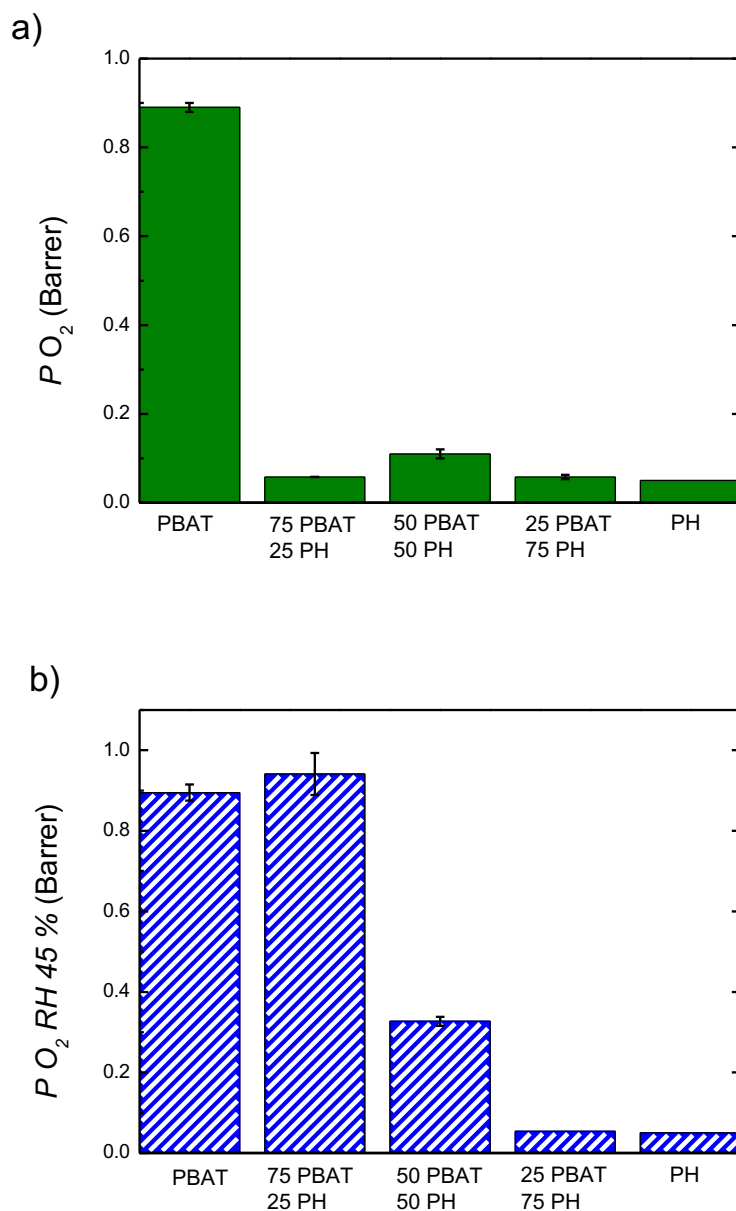 a)
1.0
0.8
0.6
0.4
0.2
0.0
P O2 (Barrer)
PBAT
75 PBAT
25 PH
50 PBAT
50 PH
25 PBAT
75 PH
PH
b)
1.0
0.8
0.6
0.4
0.2
0.0
P O2 RH 45 % (Barrer)
PBAT
75 PBAT
25 PH
50 PBAT
50 PH
25 PBAT
75 PH
PH